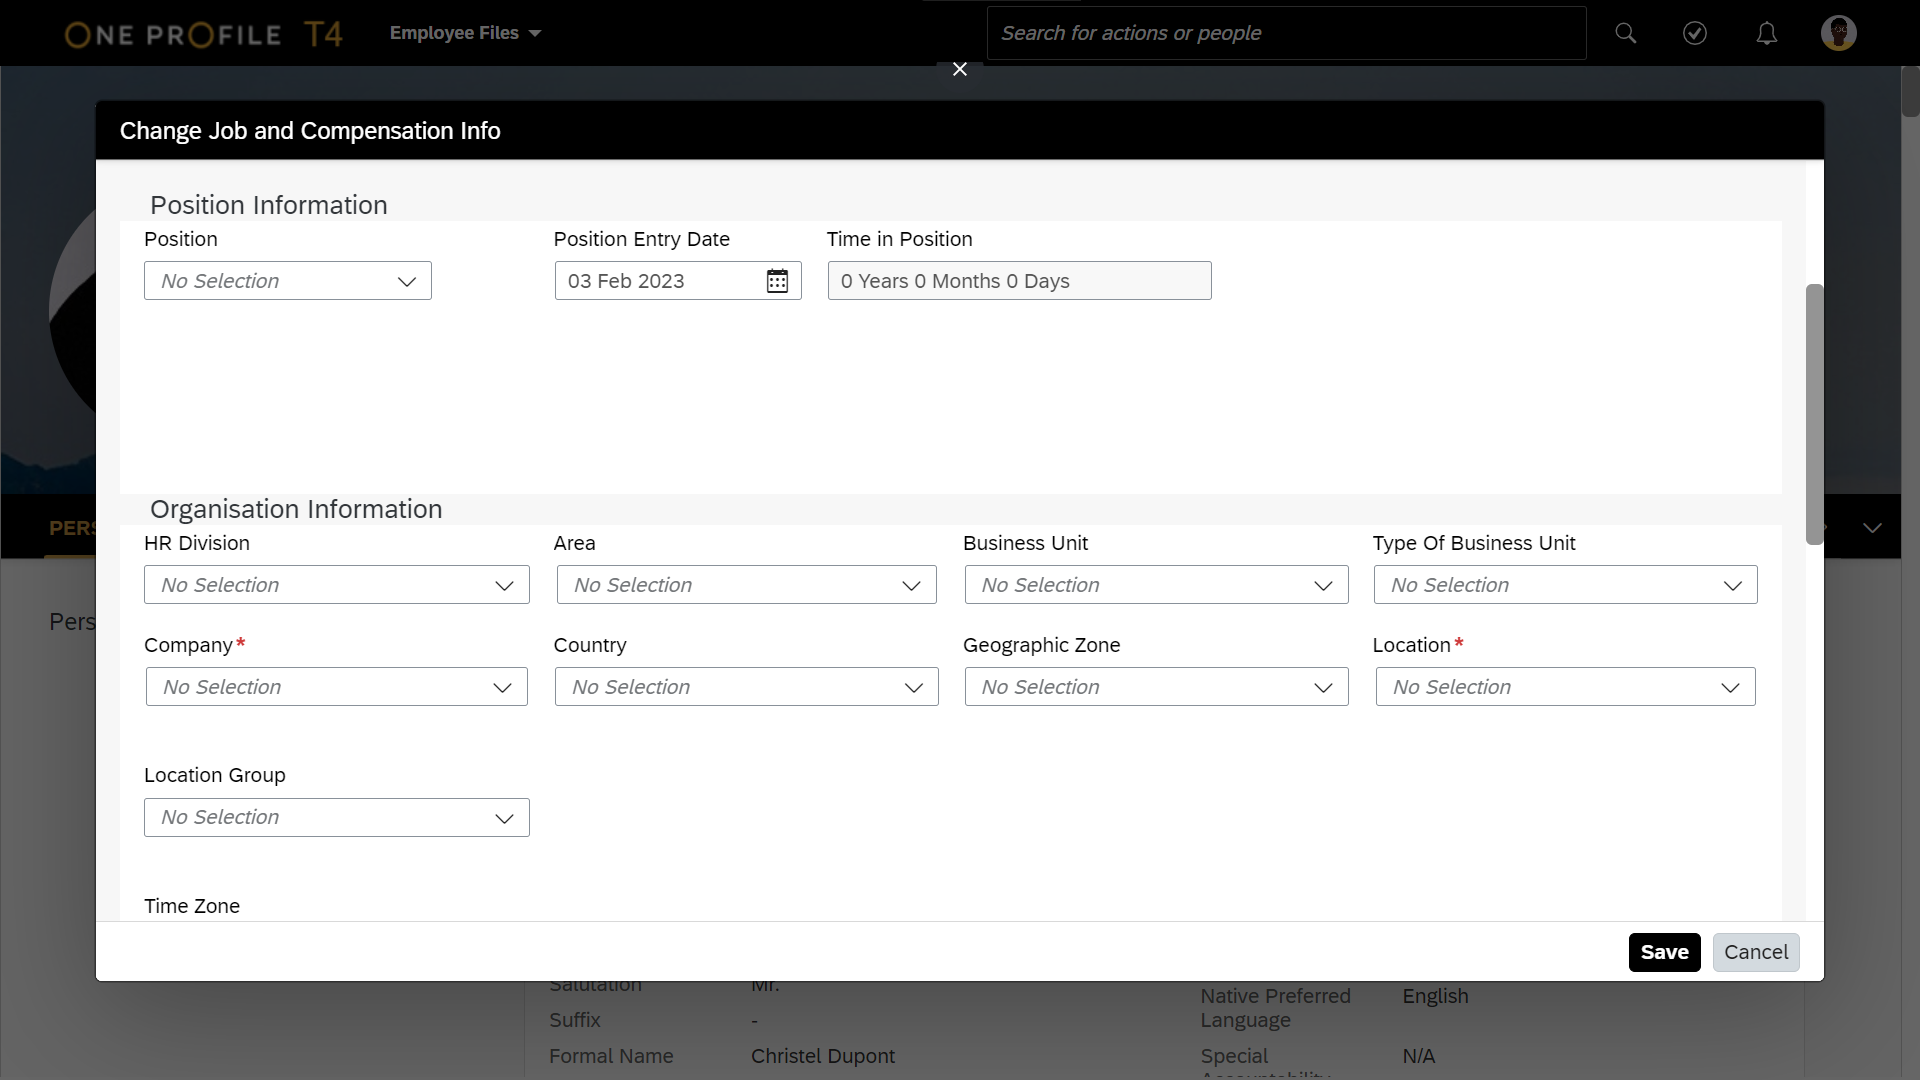 ONE PROFILE T4
Employee Files
Search for actions or people
Change Job and Compensation Info
Position Information
Position
Position Entry Date
Time in Position
No Selection
03 Feb 2023
0 Years 0 Months 0 Days
Organisation Information
PERS
HR Division
Area
Business Unit
Type Of Business Unit
No Selection
No Selection
No Selection
No Selection
Pers
Company*
Country
Geographic Zone
Location*
No Selection
No Selection
No Selection
No Selection
Location Group
No Selection
Time Zone
Save
Cancel
Salutation
Mr.
Suffix
-
Formal Name
Christel Dupont
Native Preferred
Language
English
Special
Accountability
N/A